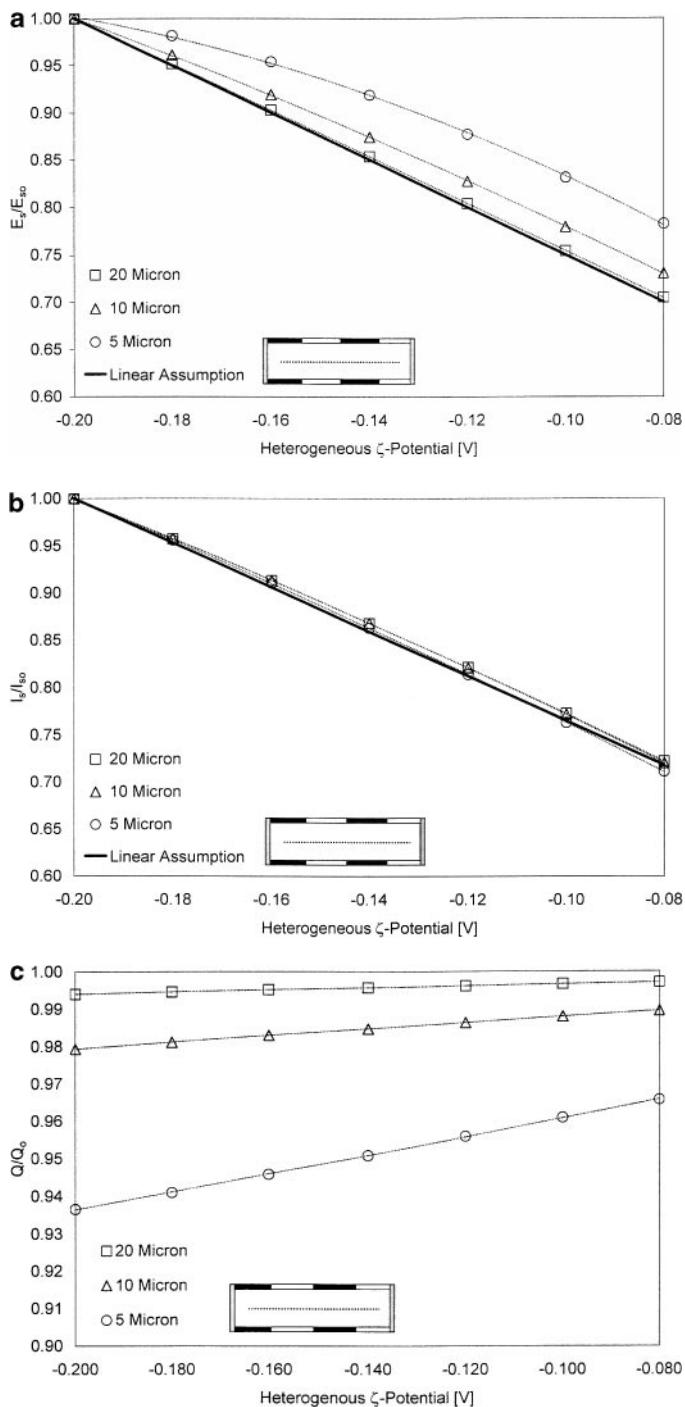 a
1.00
0.95
0.90
0.85
0.80
0.75
0.70
0.65
0.60
Es/Eso
20 Micron
10 Micron
5 Micron
Linear Assumption
-0.20 -0.18 -0.16 -0.14 -0.12 -0.10 -0.08
Heterogeneous ζ-Potential [V]
b
1.00
0.95
0.90
0.85
0.80
0.75
0.70
0.65
0.60
Is/Iso
20 Micron
10 Micron
5 Micron
Linear Assumption
-0.20 -0.18 -0.16 -0.14 -0.12 -0.10 -0.08
Heterogeneous ζ-Potential [V]
c
1.00
0.99
0.98
0.97
0.96
0.95
0.94
0.93
0.92
0.91
0.90
Q/Qo
20 Micron
10 Micron
5 Micron
-0.200 -0.180 -0.160 -0.140 -0.120 -0.100 -0.080
Heterogenous ζ-Potential [V]